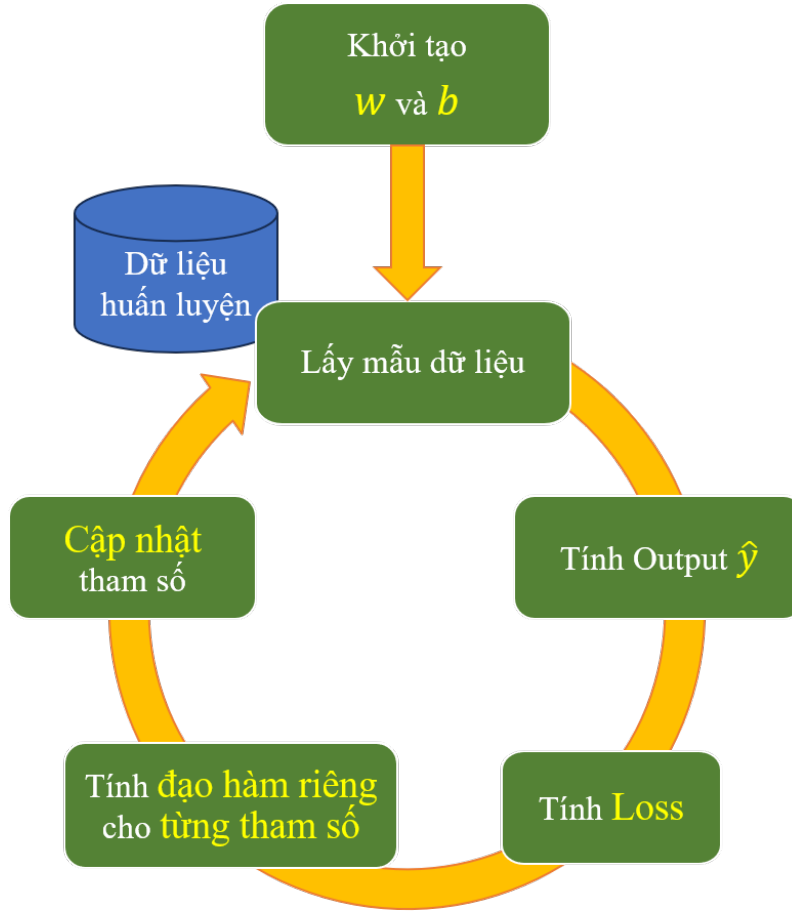 Khởi tạo
w và b
Dữ liệu
huấn luyện
Lấy mẫu dữ liệu
Cập nhật
tham số
Tính Output ŷ
Tính đạo hàm riêng
cho từng tham số
Tính Loss